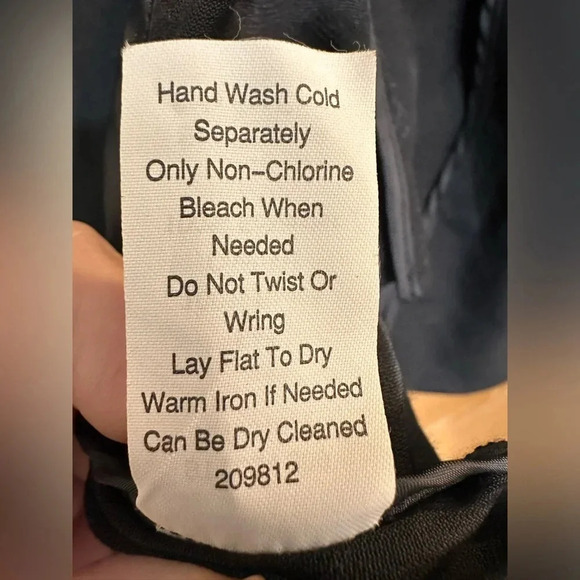 Hand Wash Cold
Separately
Only Non-Chlorine
Bleach When
Needed
Do Not Twist Or
Wring
Lay Flat To Dry
Warm Iron If Needed
Can Be Dry Cleaned
209812